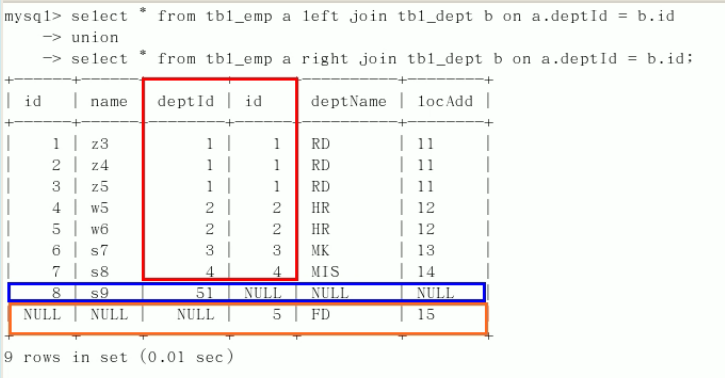 mysql> select * from tbl_emp a left join tbl_dept b on a.deptId = b.id
-> union
-> select * from tbl_emp a right join tbl_dept b on a.deptId = b.id;
| id | name | deptId | id | deptName | locAdd |
| 1 | z3 | 1 | 1 | RD | 11 |
| 2 | z4 | 1 | 1 | RD | 11 |
| 3 | z5 | 1 | 1 | RD | 11 |
| 4 | w5 | 2 | 2 | HR | 12 |
| 5 | w6 | 2 | 2 | HR | 12 |
| 6 | s7 | 3 | 3 | MK | 13 |
| 7 | s8 | 4 | 4 | MIS | 14 |
| 8 | s9 | 51 | NULL | NULL | NULL |
| NULL | NULL | NULL | 5 | FD | 15 |
9 rows in set (0.01 sec)